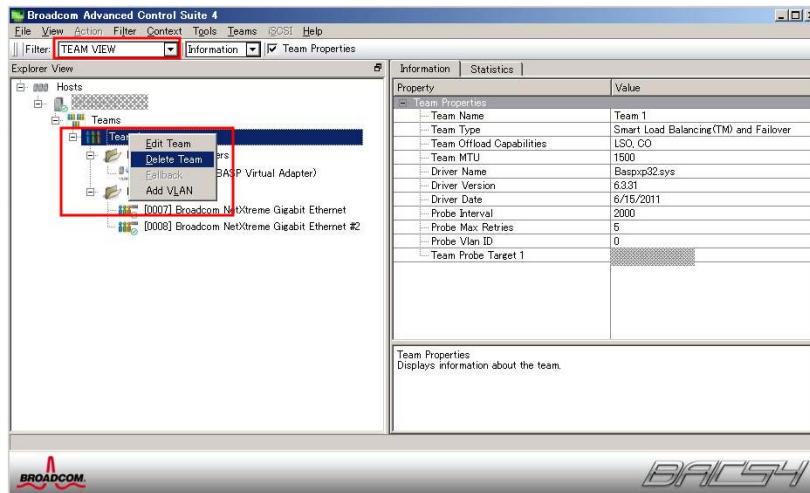 Broadcom Advanced Control Suite 4
File View Action Filter Context Tools Teams iSCSI Help
Filter: TEAM VIEW Information Team Properties
Explorer View
Hosts
Teams
Edit Team
Delete Team
Fallback
Add VLAN
ers
BASP Virtual Adapter)
[0007] Broadcom NetXtreme Gigabit Ethernet
[0008] Broadcom NetXtreme Gigabit Ethernet #2
Information Statistics
Property Value
Team Properties
Team Name Team 1
Team Type Smart Load Balancing(TM) and Failover
Team Offload Capabilities LSO, CO
Team MTU 1500
Driver Name Baspxp32.sys
Driver Version 6.3.31
Driver Date 6/15/2011
Probe Interval 2000
Probe Max Retries 5
Probe Vlan ID 0
Team Probe Target 1
Team Properties
Displays information about the team.
BROADCOM.
BACS4